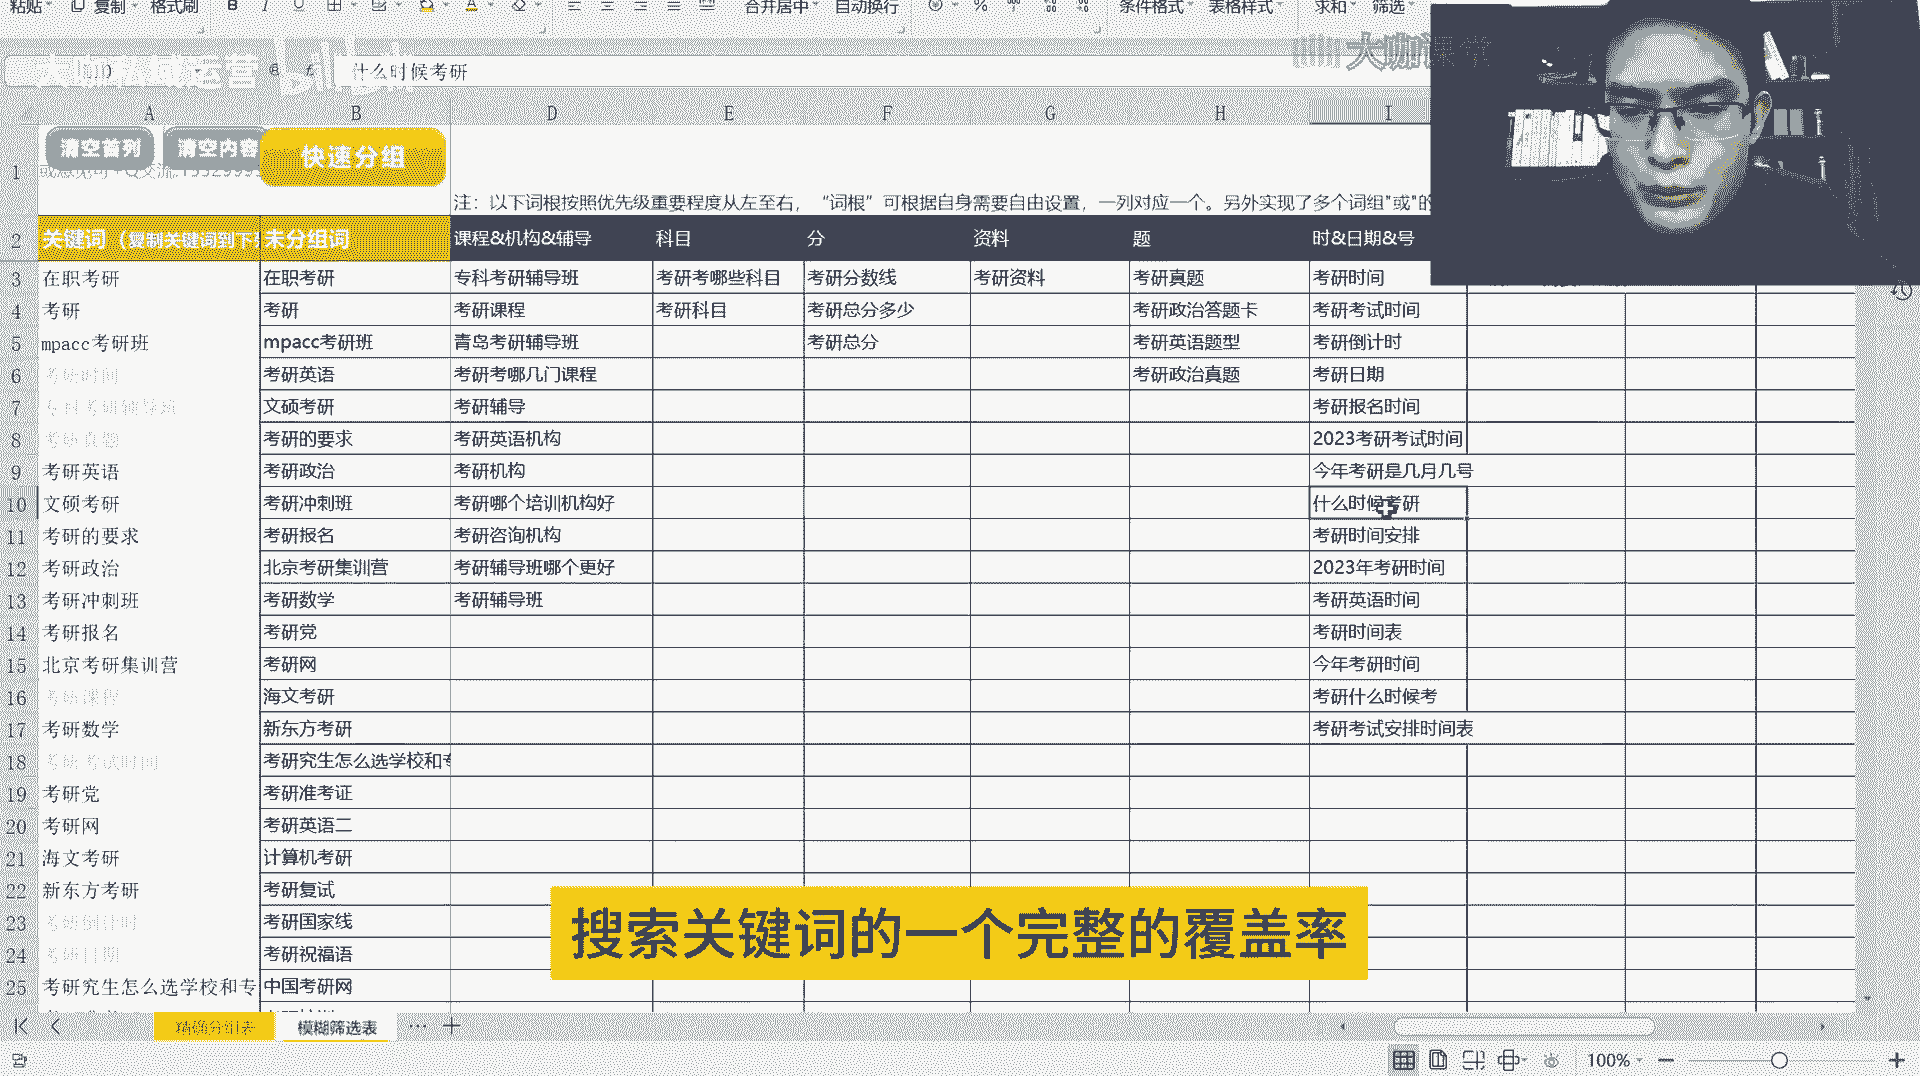 粘贴 复制 格式刷 B I U 合并居中 自动换行 % 条件格式 表格样式 求和 筛选
大咖课堂
什么时候考研
A B D E F G H I
清空首列 清空内容 快速分组
1
注：以下词根按照优先级重要程度从左至右，“词根”可根据自身需要自由设置，一列对应一个。另外实现了多个词组"或"的
2 关键词（复制关键词到下 未分组词 课程&机构&辅导 科目 分 资料 题 时&日期&号
3 在职考研 在职考研 专科考研辅导班 考研考哪些科目 考研分数线 考研资料 考研真题 考研时间
4 考研 考研 考研课程 考研科目 考研总分多少 考研政治答题卡 考研考试时间
5 mpacc考研班 mpacc考研班 青岛考研辅导班 考研总分 考研英语题型 考研倒计时
6 考研时间 考研英语 考研考哪几门课程 考研政治真题 考研日期
7 专科考研辅导班 文硕考研 考研辅导 考研报名时间
8 考研真题 考研的要求 考研英语机构 2023考研考试时间
9 考研英语 考研政治 考研机构 今年考研是几月几号
10 文硕考研 考研冲刺班 考研哪个培训机构好 什么时候考研
11 考研的要求 考研报名 考研咨询机构 考研时间安排
12 考研政治 北京考研集训营 考研辅导班哪个更好 2023年考研时间
13 考研冲刺班 考研数学 考研辅导班 考研英语时间
14 考研报名 考研党 考研时间表
15 北京考研集训营 考研网 今年考研时间
16 考研课程 海文考研 考研什么时候考
17 考研数学 新东方考研 考研考试安排时间表
18 考研考试时间 考研究生怎么选学校和专
19 考研党 考研准考证
20 考研网 考研英语二
21 海文考研 计算机考研
22 新东方考研 考研复试
23 考研倒计时 考研国家线
24 考研日期 考研祝福语
25 考研究生怎么选学校和专 中国考研网
搜索关键词的一个完整的覆盖率
精确分组表 模糊筛选表 ··· +
100%